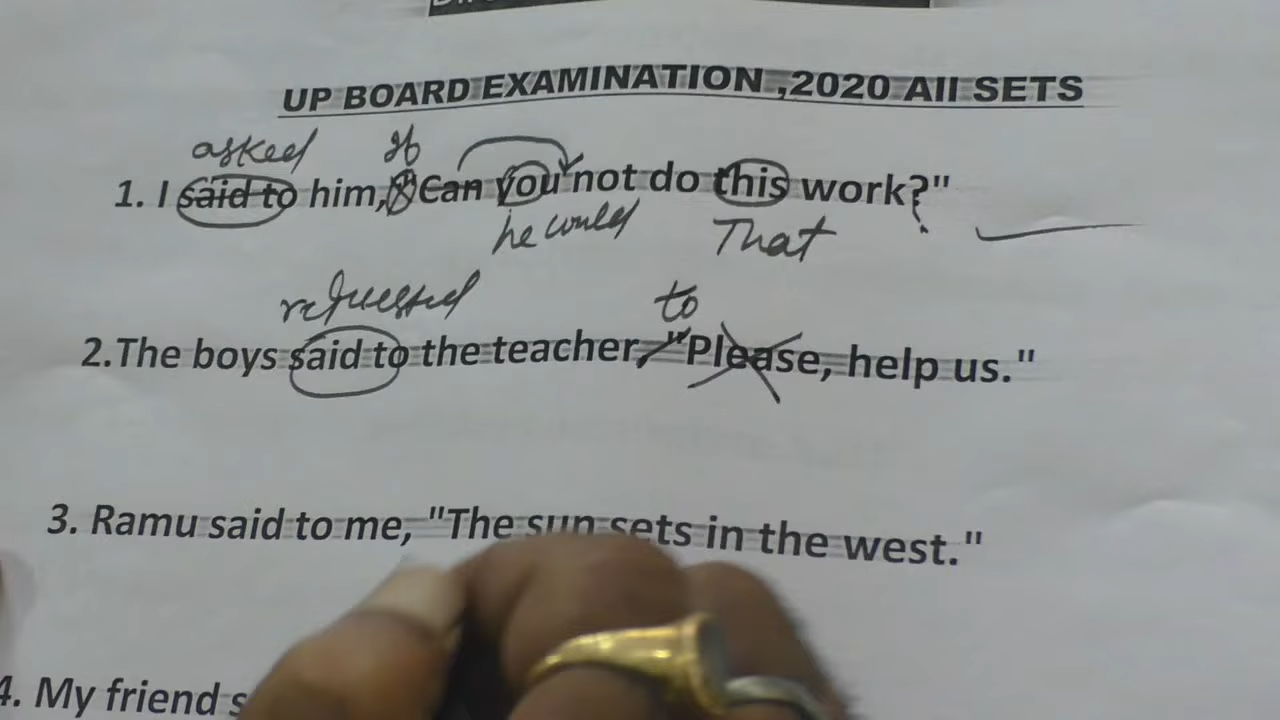 UP BOARD EXAMINATION ,2020 All SETS
asked if
1. I said to him, "Can you not do this work?"
he would That
requested to
2.The boys said to the teacher, "Please, help us."
3. Ramu said to me, "The sun sets in the west."
4. My friend s